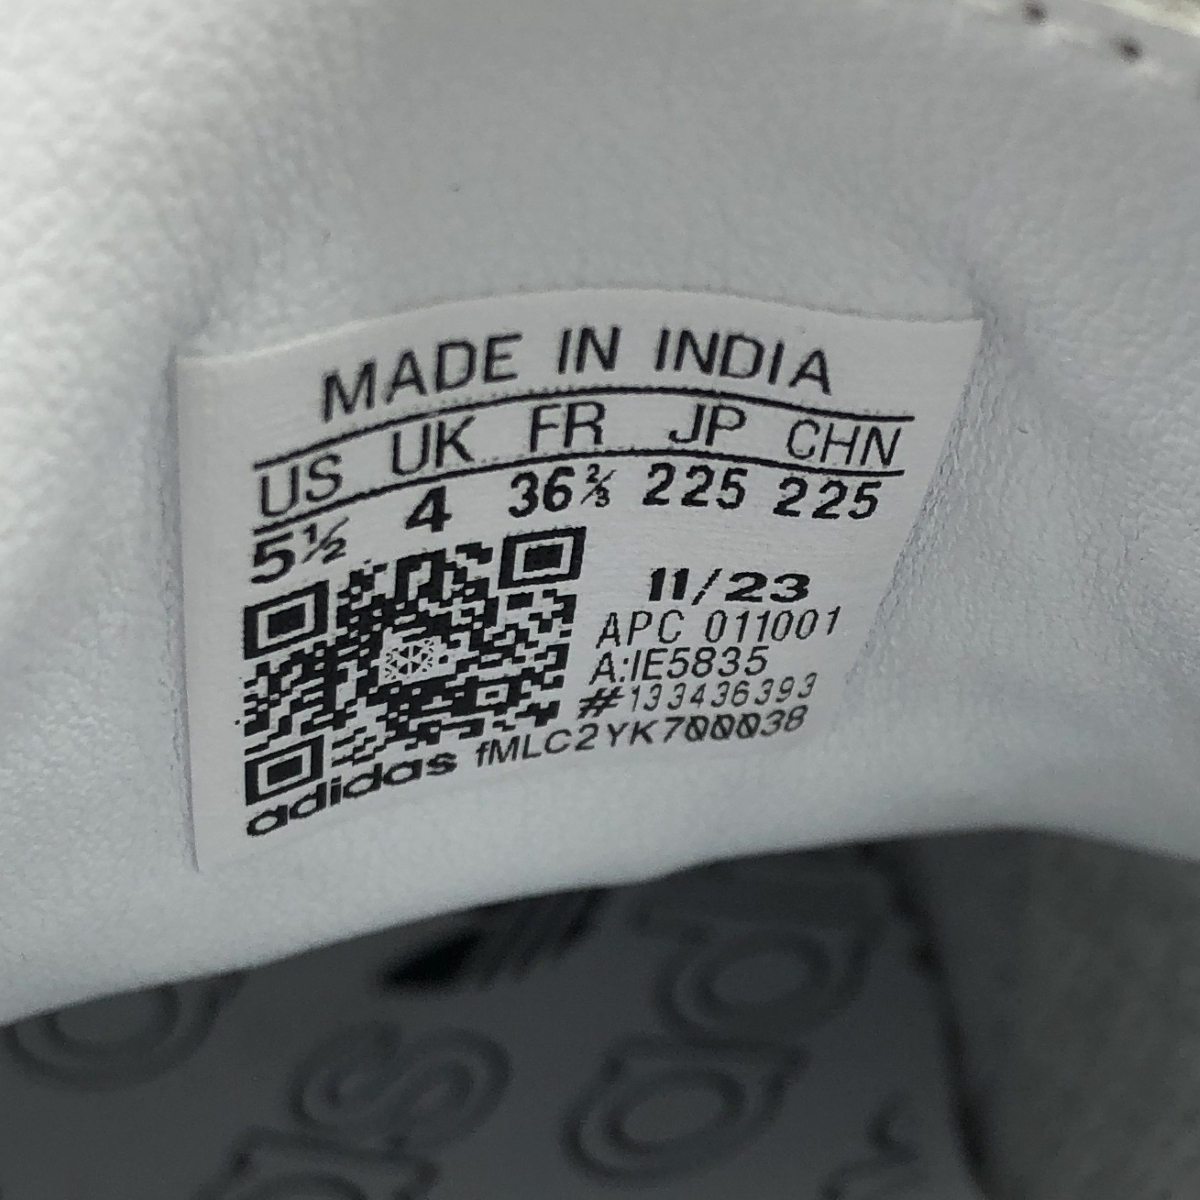 MADE IN INDIA
US UK FR JP CHN
5½ 4 36⅔ 225 225
11/23
APC 011001
A:IE5835
#133436393
adidas fMLC2YK700038